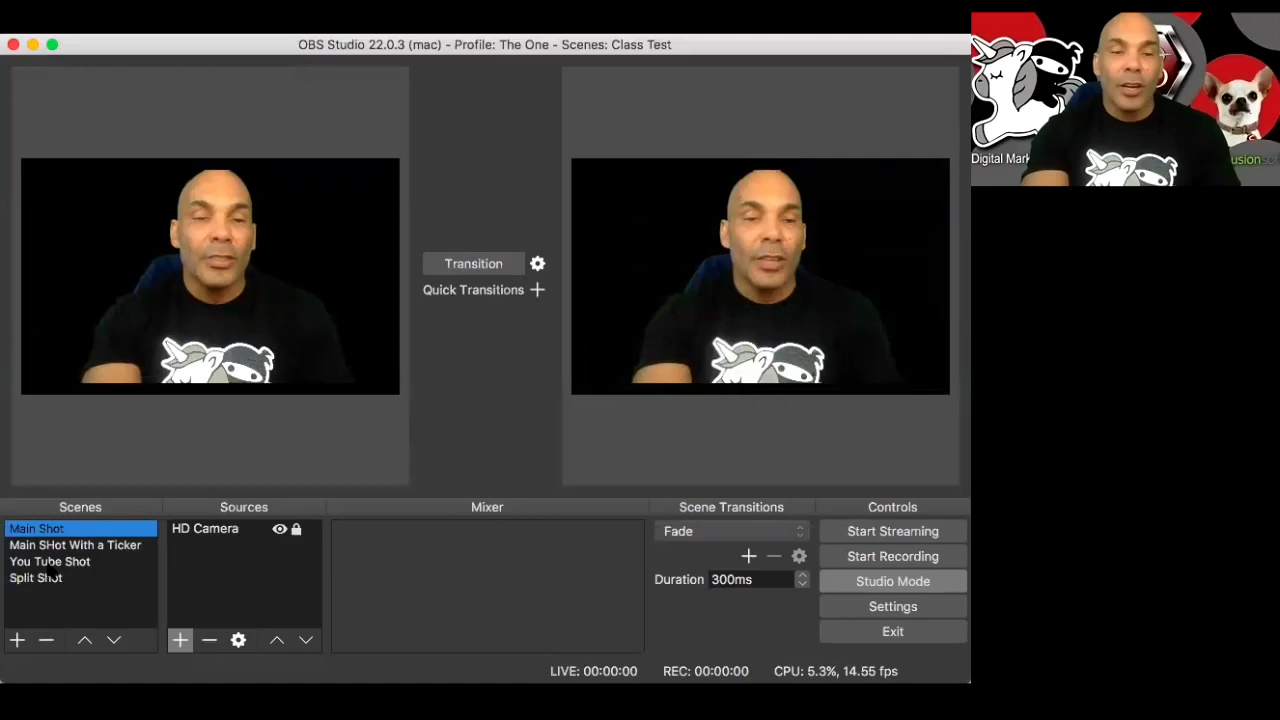 OBS Studio 22.0.3 (mac) - Profile: The One - Scenes: Class Test
Digital Mark
usions
Transition
Quick Transitions
Scenes
Sources
Mixer
Scene Transitions
Controls
Main Shot
Main SHot With a Ticker
You Tube Shot
Split Shot
HD Camera
Fade
Duration 300ms
Start Streaming
Start Recording
Studio Mode
Settings
Exit
LIVE: 00:00:00
REC: 00:00:00
CPU: 5.3%, 14.55 fps